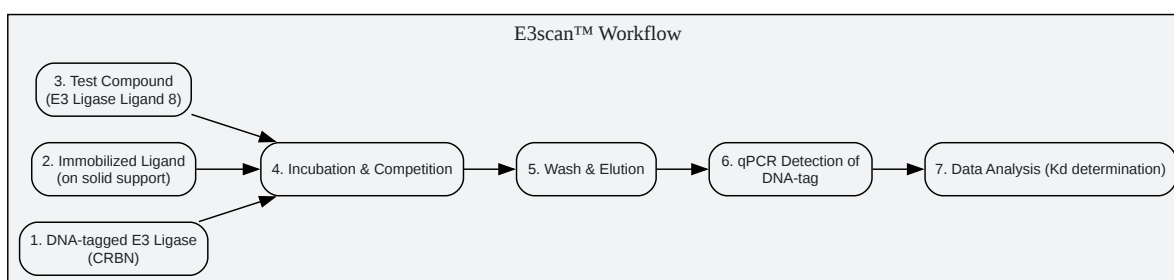 E3scan™ Workflow
3. Test Compound
(E3 Ligase Ligand 8)
2. Immobilized Ligand
(on solid support)
1. DNA-tagged E3 Ligase
(CRBN)
4. Incubation & Competition
5. Wash & Elution
6. qPCR Detection of
DNA-tag
7. Data Analysis (Kd determination)